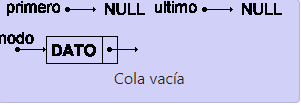 primero NULL ultimo NULL
nodo
DATO
Cola vacía